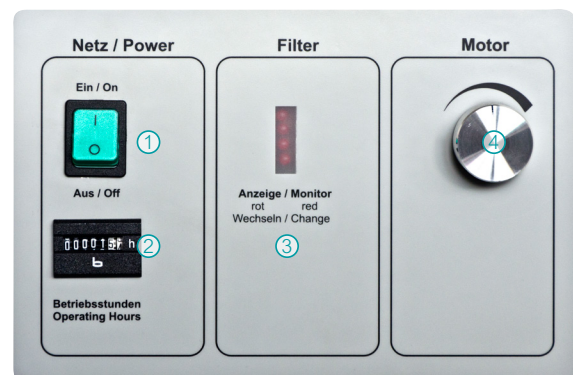 Netz / Power
Ein / On
I
O
1
Aus / Off
2
h
Betriebsstunden
Operating Hours
Filter
Anzeige / Monitor
rot red
Wechseln / Change
3
Motor
4